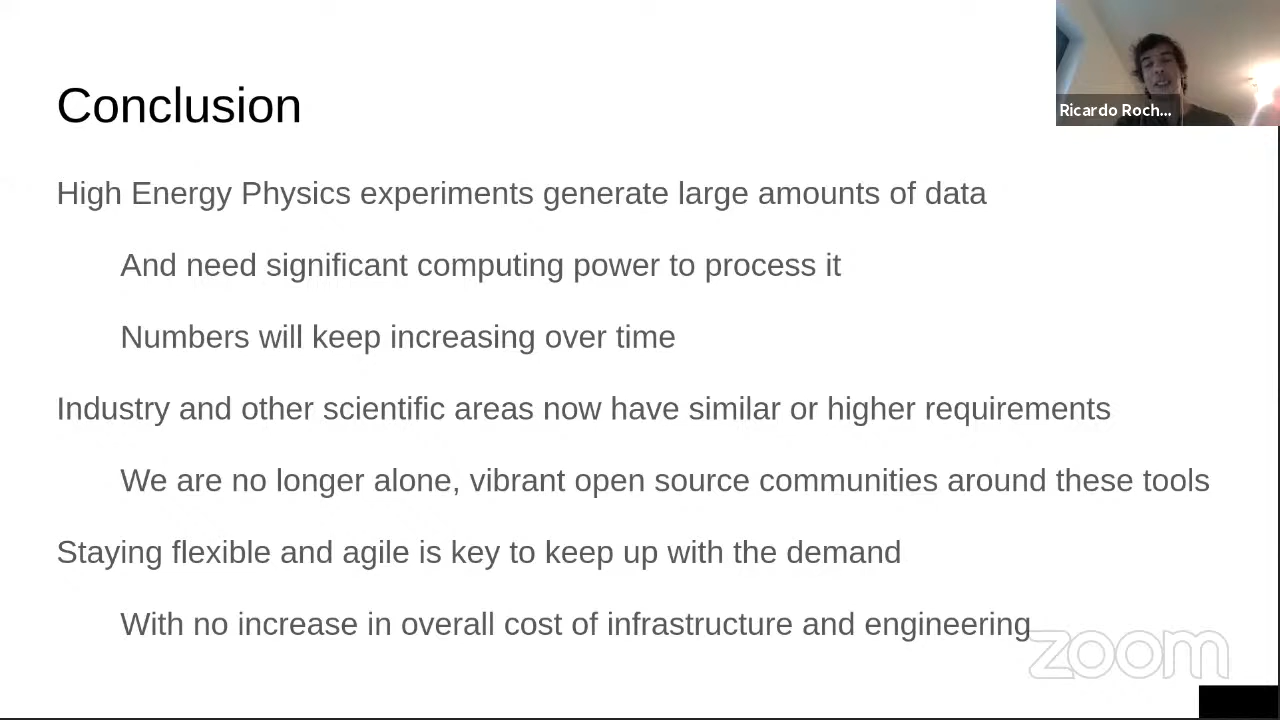 Conclusion
Ricardo Roch...
High Energy Physics experiments generate large amounts of data
And need significant computing power to process it
Numbers will keep increasing over time
Industry and other scientific areas now have similar or higher requirements
We are no longer alone, vibrant open source communities around these tools
Staying flexible and agile is key to keep up with the demand
With no increase in overall cost of infrastructure and engineering
zoom